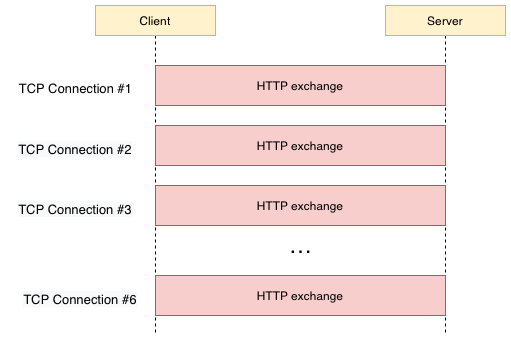 Client Server
TCP Connection #1 HTTP exchange
TCP Connection #2 HTTP exchange
TCP Connection #3 HTTP exchange
...
TCP Connection #6 HTTP exchange